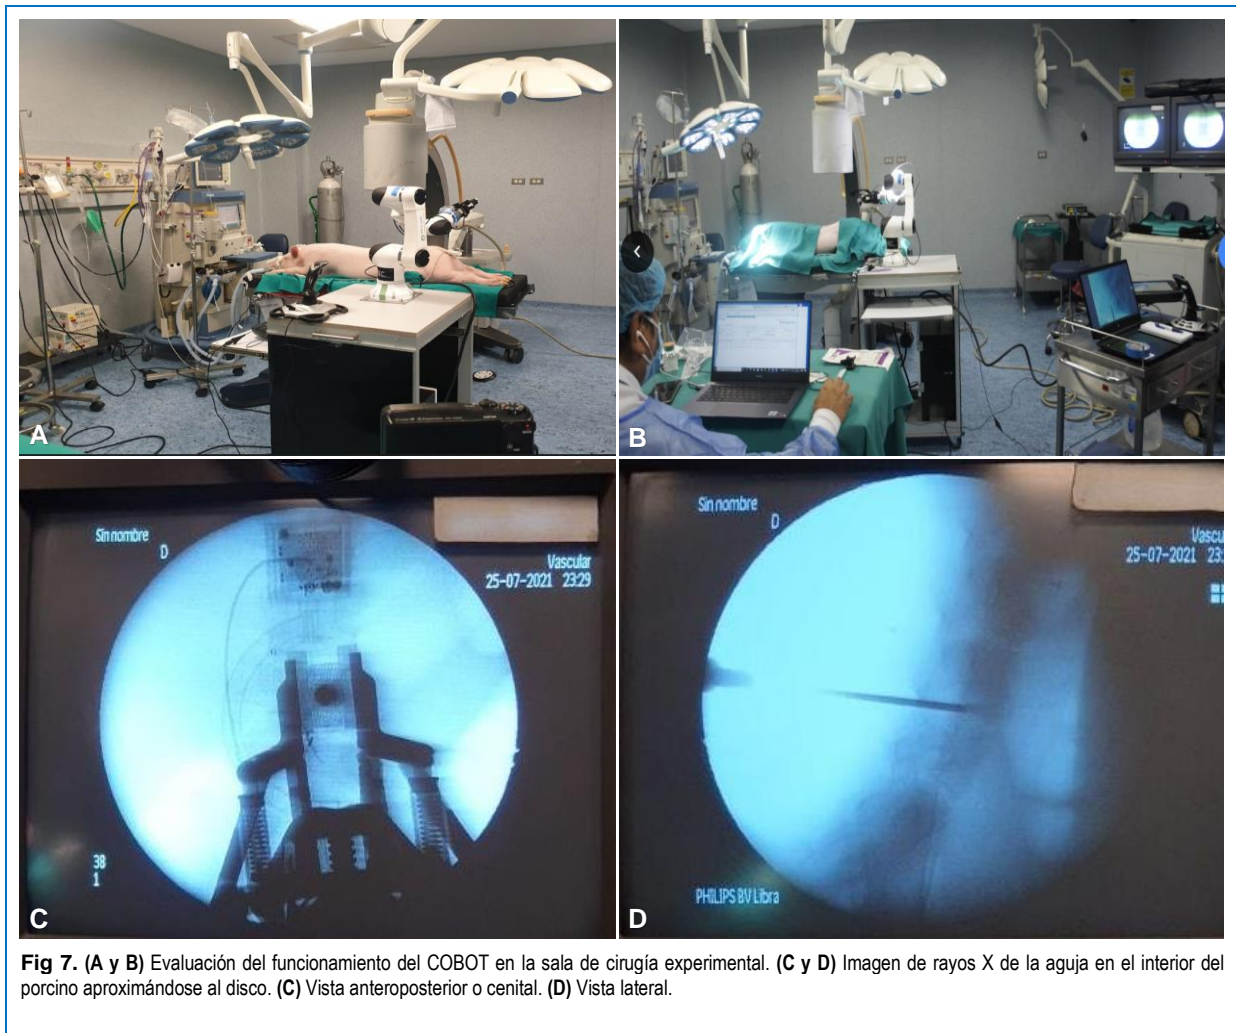 A
B
Sin nombre
D
Vascular
25-07-2021 23:29
38
1
C
Sin nombre
D
Vascu
25-07-2021 23:
PHILIPS BV Libra
D
Fig 7. (A y B) Evaluación del funcionamiento del COBOT en la sala de cirugía experimental. (C y D) Imagen de rayos X de la aguja en el interior del
porcino aproximándose al disco. (C) Vista anteroposterior o cenital. (D) Vista lateral.